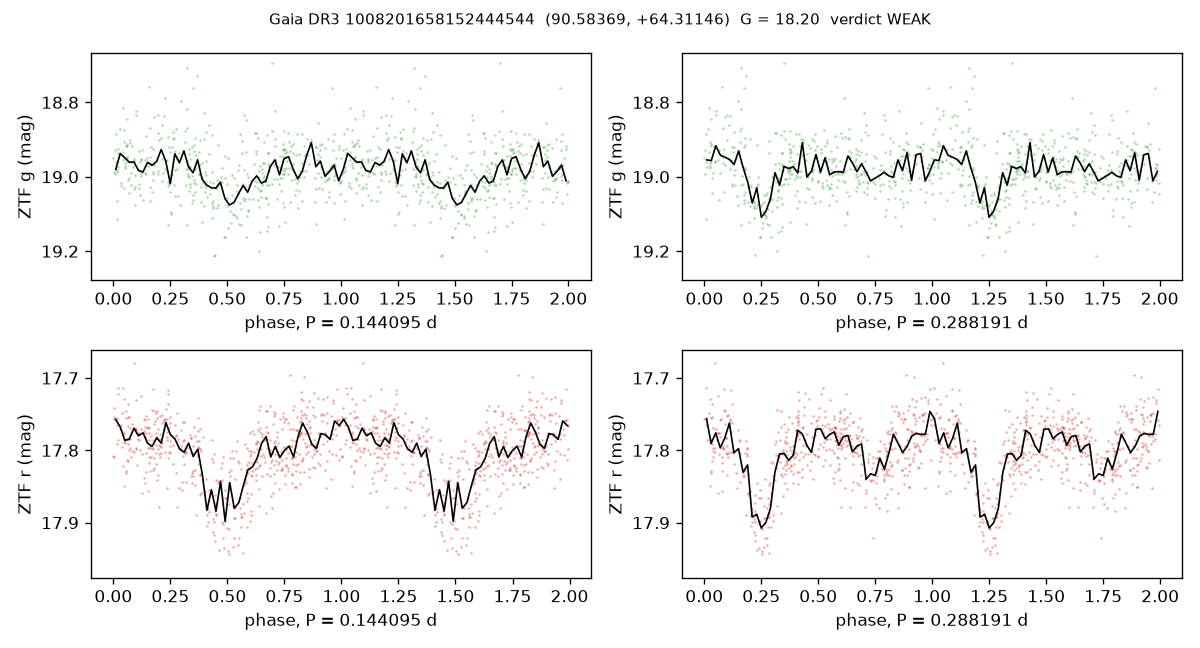 Gaia DR3 1008201658152444544  (90.58369, +64.31146)  G = 18.20  verdict WEAK
ZTF g (mag)
18.8
19.0
19.2
0.00 0.25 0.50 0.75 1.00 1.25 1.50 1.75 2.00
phase, P = 0.144095 d
ZTF g (mag)
18.8
19.0
19.2
0.00 0.25 0.50 0.75 1.00 1.25 1.50 1.75 2.00
phase, P = 0.288191 d
ZTF r (mag)
17.7
17.8
17.9
0.00 0.25 0.50 0.75 1.00 1.25 1.50 1.75 2.00
phase, P = 0.144095 d
ZTF r (mag)
17.7
17.8
17.9
0.00 0.25 0.50 0.75 1.00 1.25 1.50 1.75 2.00
phase, P = 0.288191 d